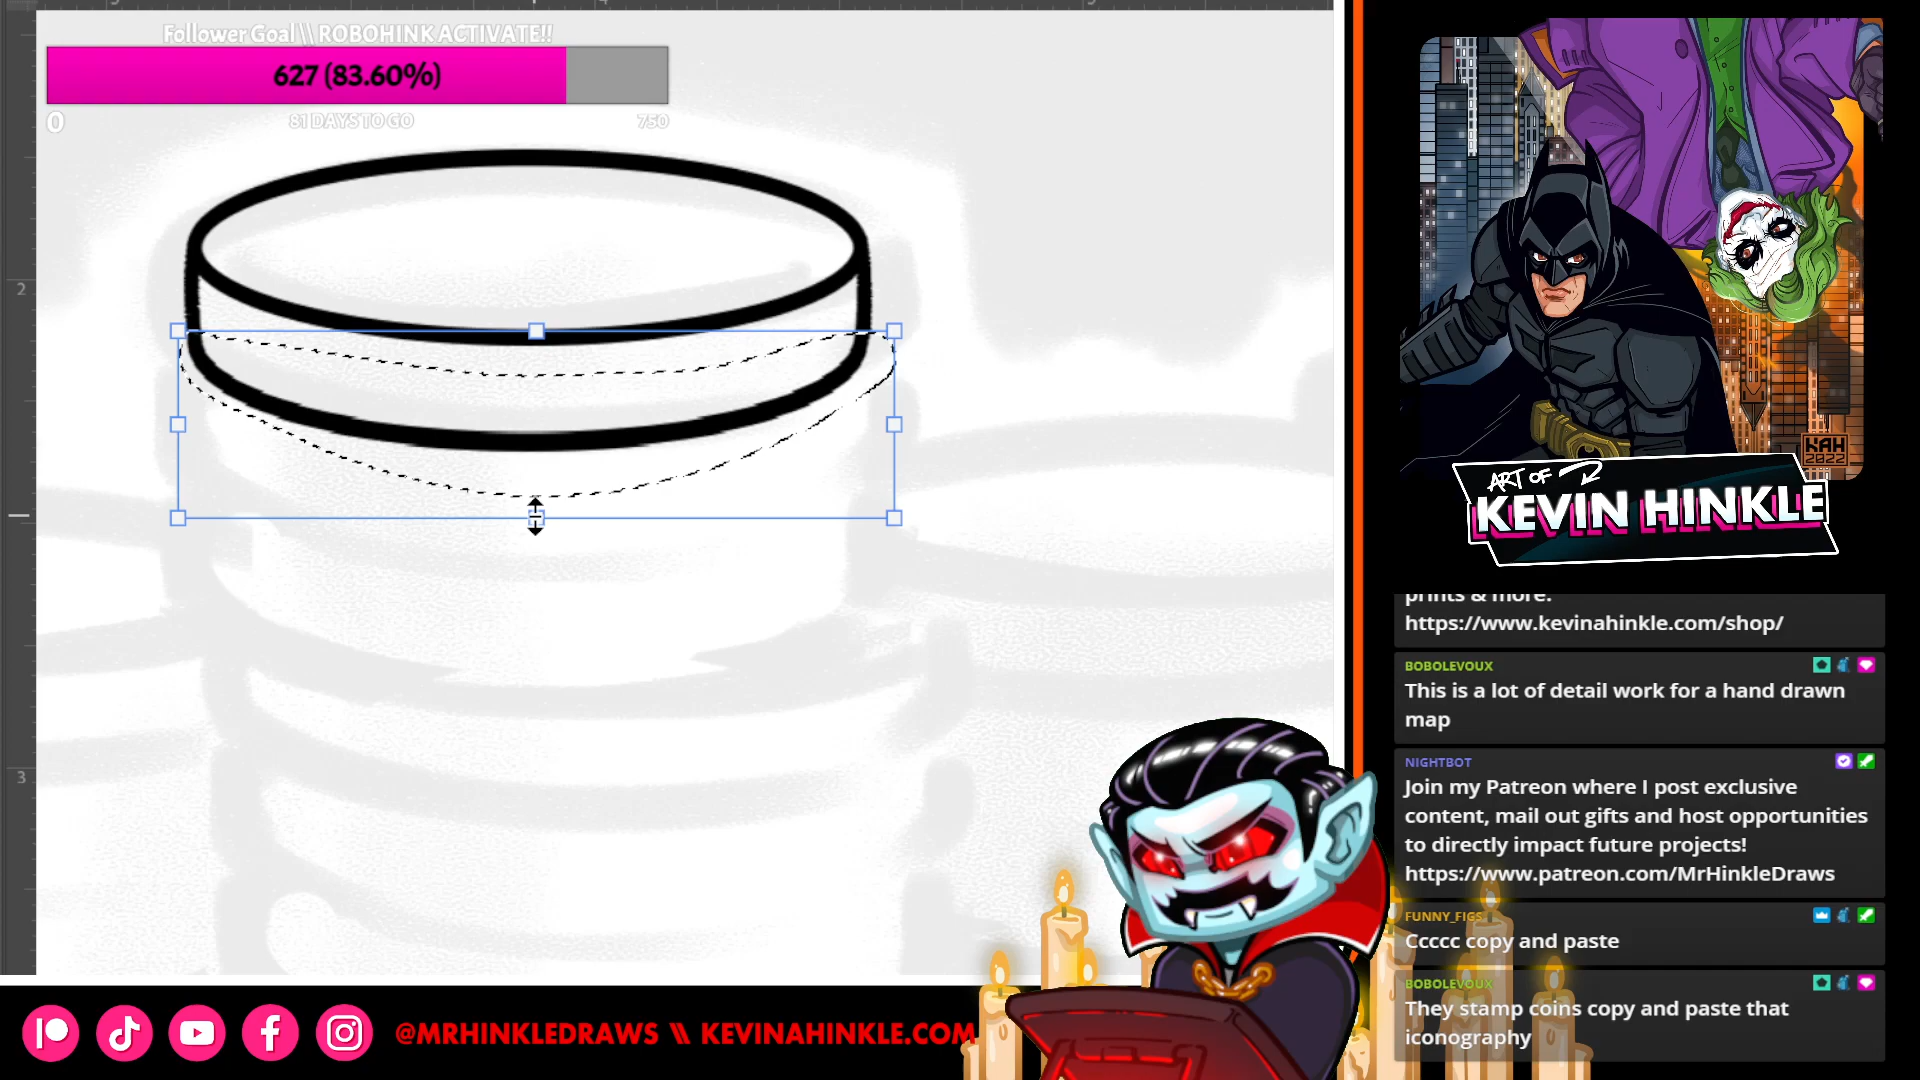 Follower Goal \\ ROBOHINK ACTIVATE!!
627 (83.60%)
0
81 DAYS TO GO
750
2
3
KAH
2022
ART OF
KEVIN HINKLE
prints & more.
https://www.kevinahinkle.com/shop/
BOBOLEVOUX
This is a lot of detail work for a hand drawn
map
NIGHTBOT
Join my Patreon where I post exclusive
content, mail out gifts and host opportunities
to directly impact future projects!
https://www.patreon.com/MrHinkleDraws
FUNNY_FIGS
Ccccc copy and paste
BOBOLEVOUX
They stamp coins copy and paste that
iconography
@MRHINKLEDRAWS \\ KEVINAHINKLE.COM